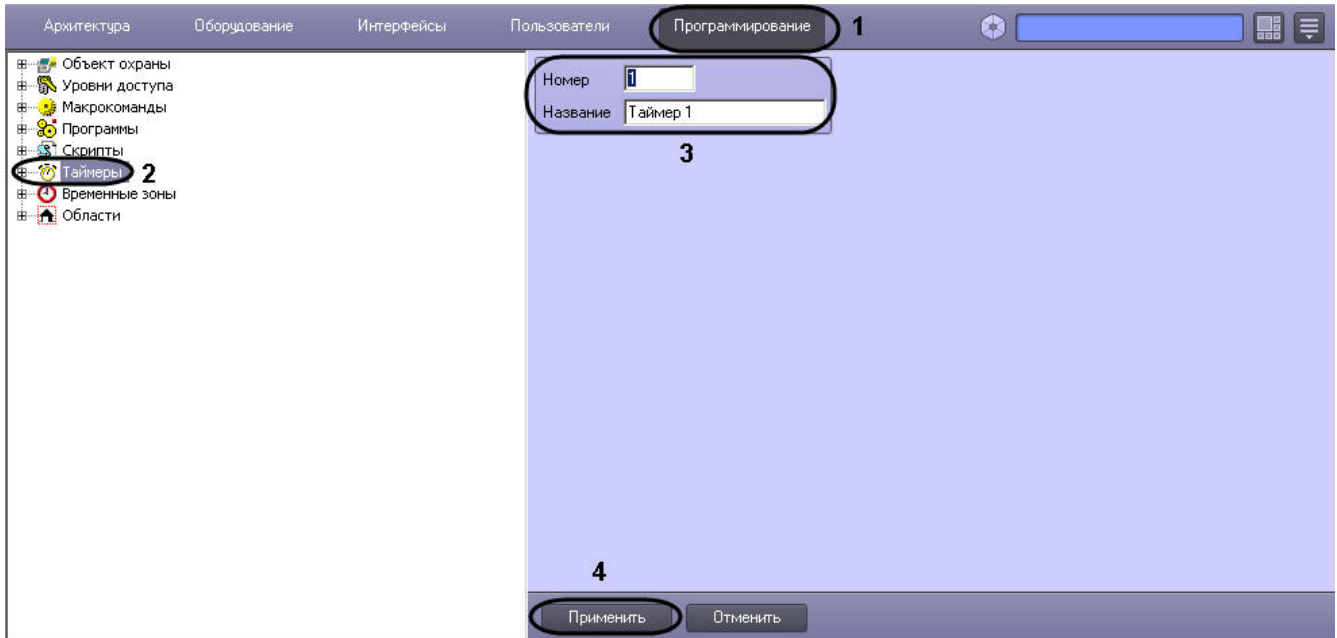 Архитектура Оборудование Интерфейсы Пользователи Программирование 1
Объект охраны
Уровни доступа
Макрокоманды
Программы
Скрипты
Таймеры 2
Временные зоны
Области
Номер 1
Название Таймер 1
3
4
Применить Отменить